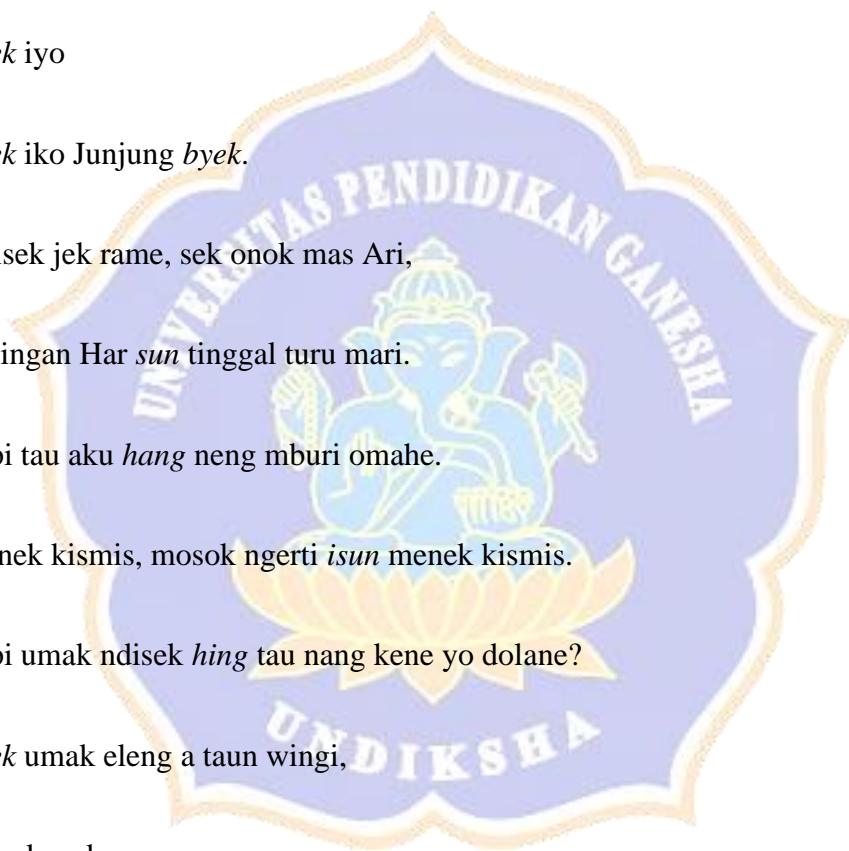 k iyo
k iko Junjung byek.
sek jek rame, sek onok mas Ari,
ingan Har sun tinggal turu mari.
i tau aku hang neng mburi omahe.
nek kismis, mosok ngerti isun menek kismis.
i umak ndisek hing tau nang kene yo dolane?
k umak eleng a taun wingi,
UNIVERSITAS PENDIDIKAN GANESHA
UNDIKSHA